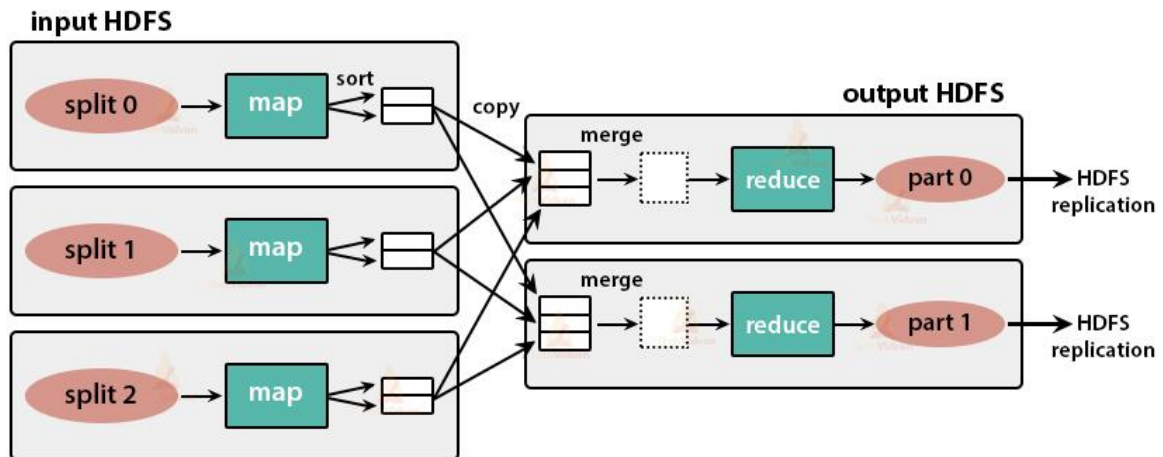 input HDFS
split 0
map
sort
copy
split 1
map
split 2
map
output HDFS
merge
reduce
part 0
HDFS
replication
merge
reduce
part 1
HDFS
replication